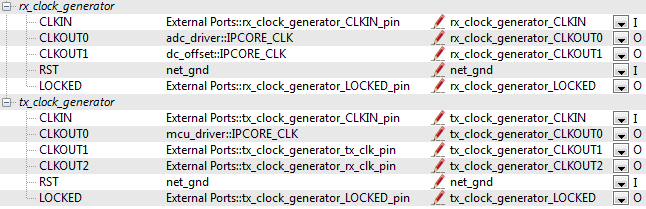 rx_clock_generator
CLKIN External Ports::rx_clock_generator_CLKIN_pin rx_clock_generator_CLKIN I
CLKOUT0 adc_driver::IPCORE_CLK rx_clock_generator_CLKOUT0 O
CLKOUT1 dc_offset::IPCORE_CLK rx_clock_generator_CLKOUT1 O
RST net_gnd net_gnd I
LOCKED External Ports::rx_clock_generator_LOCKED_pin rx_clock_generator_LOCKED O
tx_clock_generator
CLKIN External Ports::tx_clock_generator_CLKIN_pin tx_clock_generator_CLKIN I
CLKOUT0 mcu_driver::IPCORE_CLK tx_clock_generator_CLKOUT0 O
CLKOUT1 External Ports::tx_clock_generator_tx_clk_pin tx_clock_generator_CLKOUT1 O
CLKOUT2 External Ports::tx_clock_generator_rx_clk_pin tx_clock_generator_CLKOUT2 O
RST net_gnd net_gnd I
LOCKED External Ports::tx_clock_generator_LOCKED_pin tx_clock_generator_LOCKED O